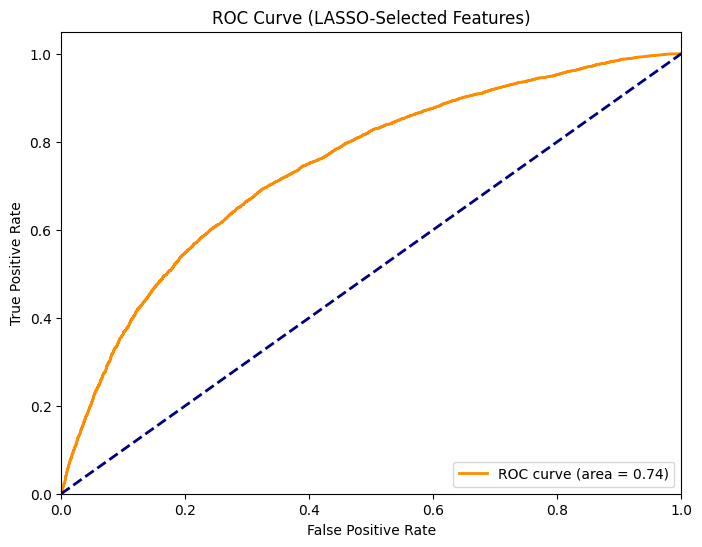 ROC Curve (LASSO-Selected Features)
True Positive Rate
1.0
0.8
0.6
0.4
0.2
0.0
0.0 0.2 0.4 0.6 0.8 1.0
False Positive Rate
ROC curve (area = 0.74)